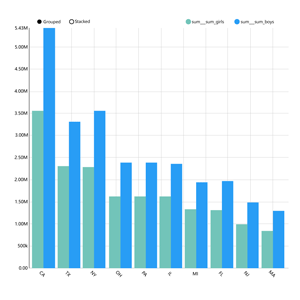 Grouped Stacked sum__sum_girls sum__sum_boys
5.43M
5.00M
4.50M
4.00M
3.50M
3.00M
2.50M
2.00M
1.50M
1.00M
500k
0.00
CA TX NY OH PA IL MI FL NJ MA